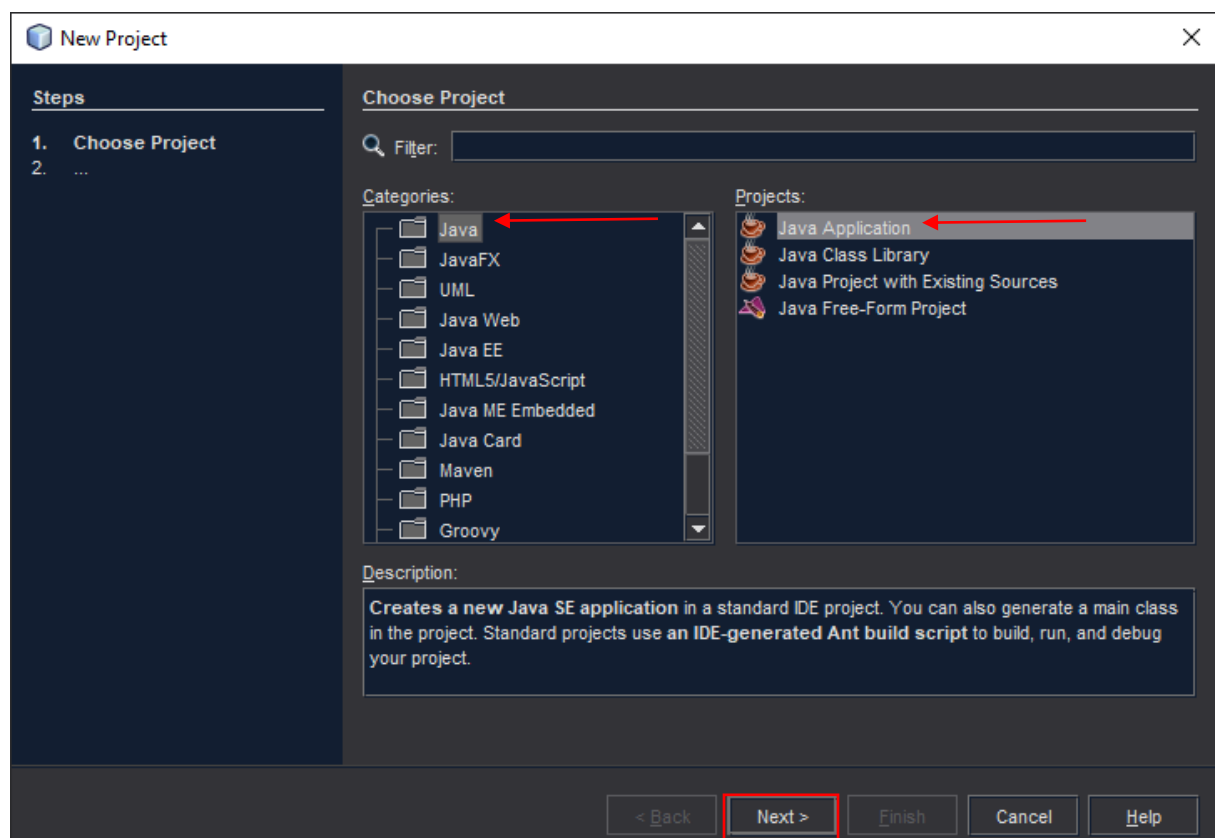 New Project
Steps
1. Choose Project
2. ...
Choose Project
Filter:
Categories:
Java
JavaFX
UML
Java Web
Java EE
HTML5/JavaScript
Java ME Embedded
Java Card
Maven
PHP
Groovy
Projects:
Java Application
Java Class Library
Java Project with Existing Sources
Java Free-Form Project
Description:
Creates a new Java SE application in a standard IDE project. You can also generate a main class
in the project. Standard projects use an IDE-generated Ant build script to build, run, and debug
your project.
< Back Next > Finish Cancel Help